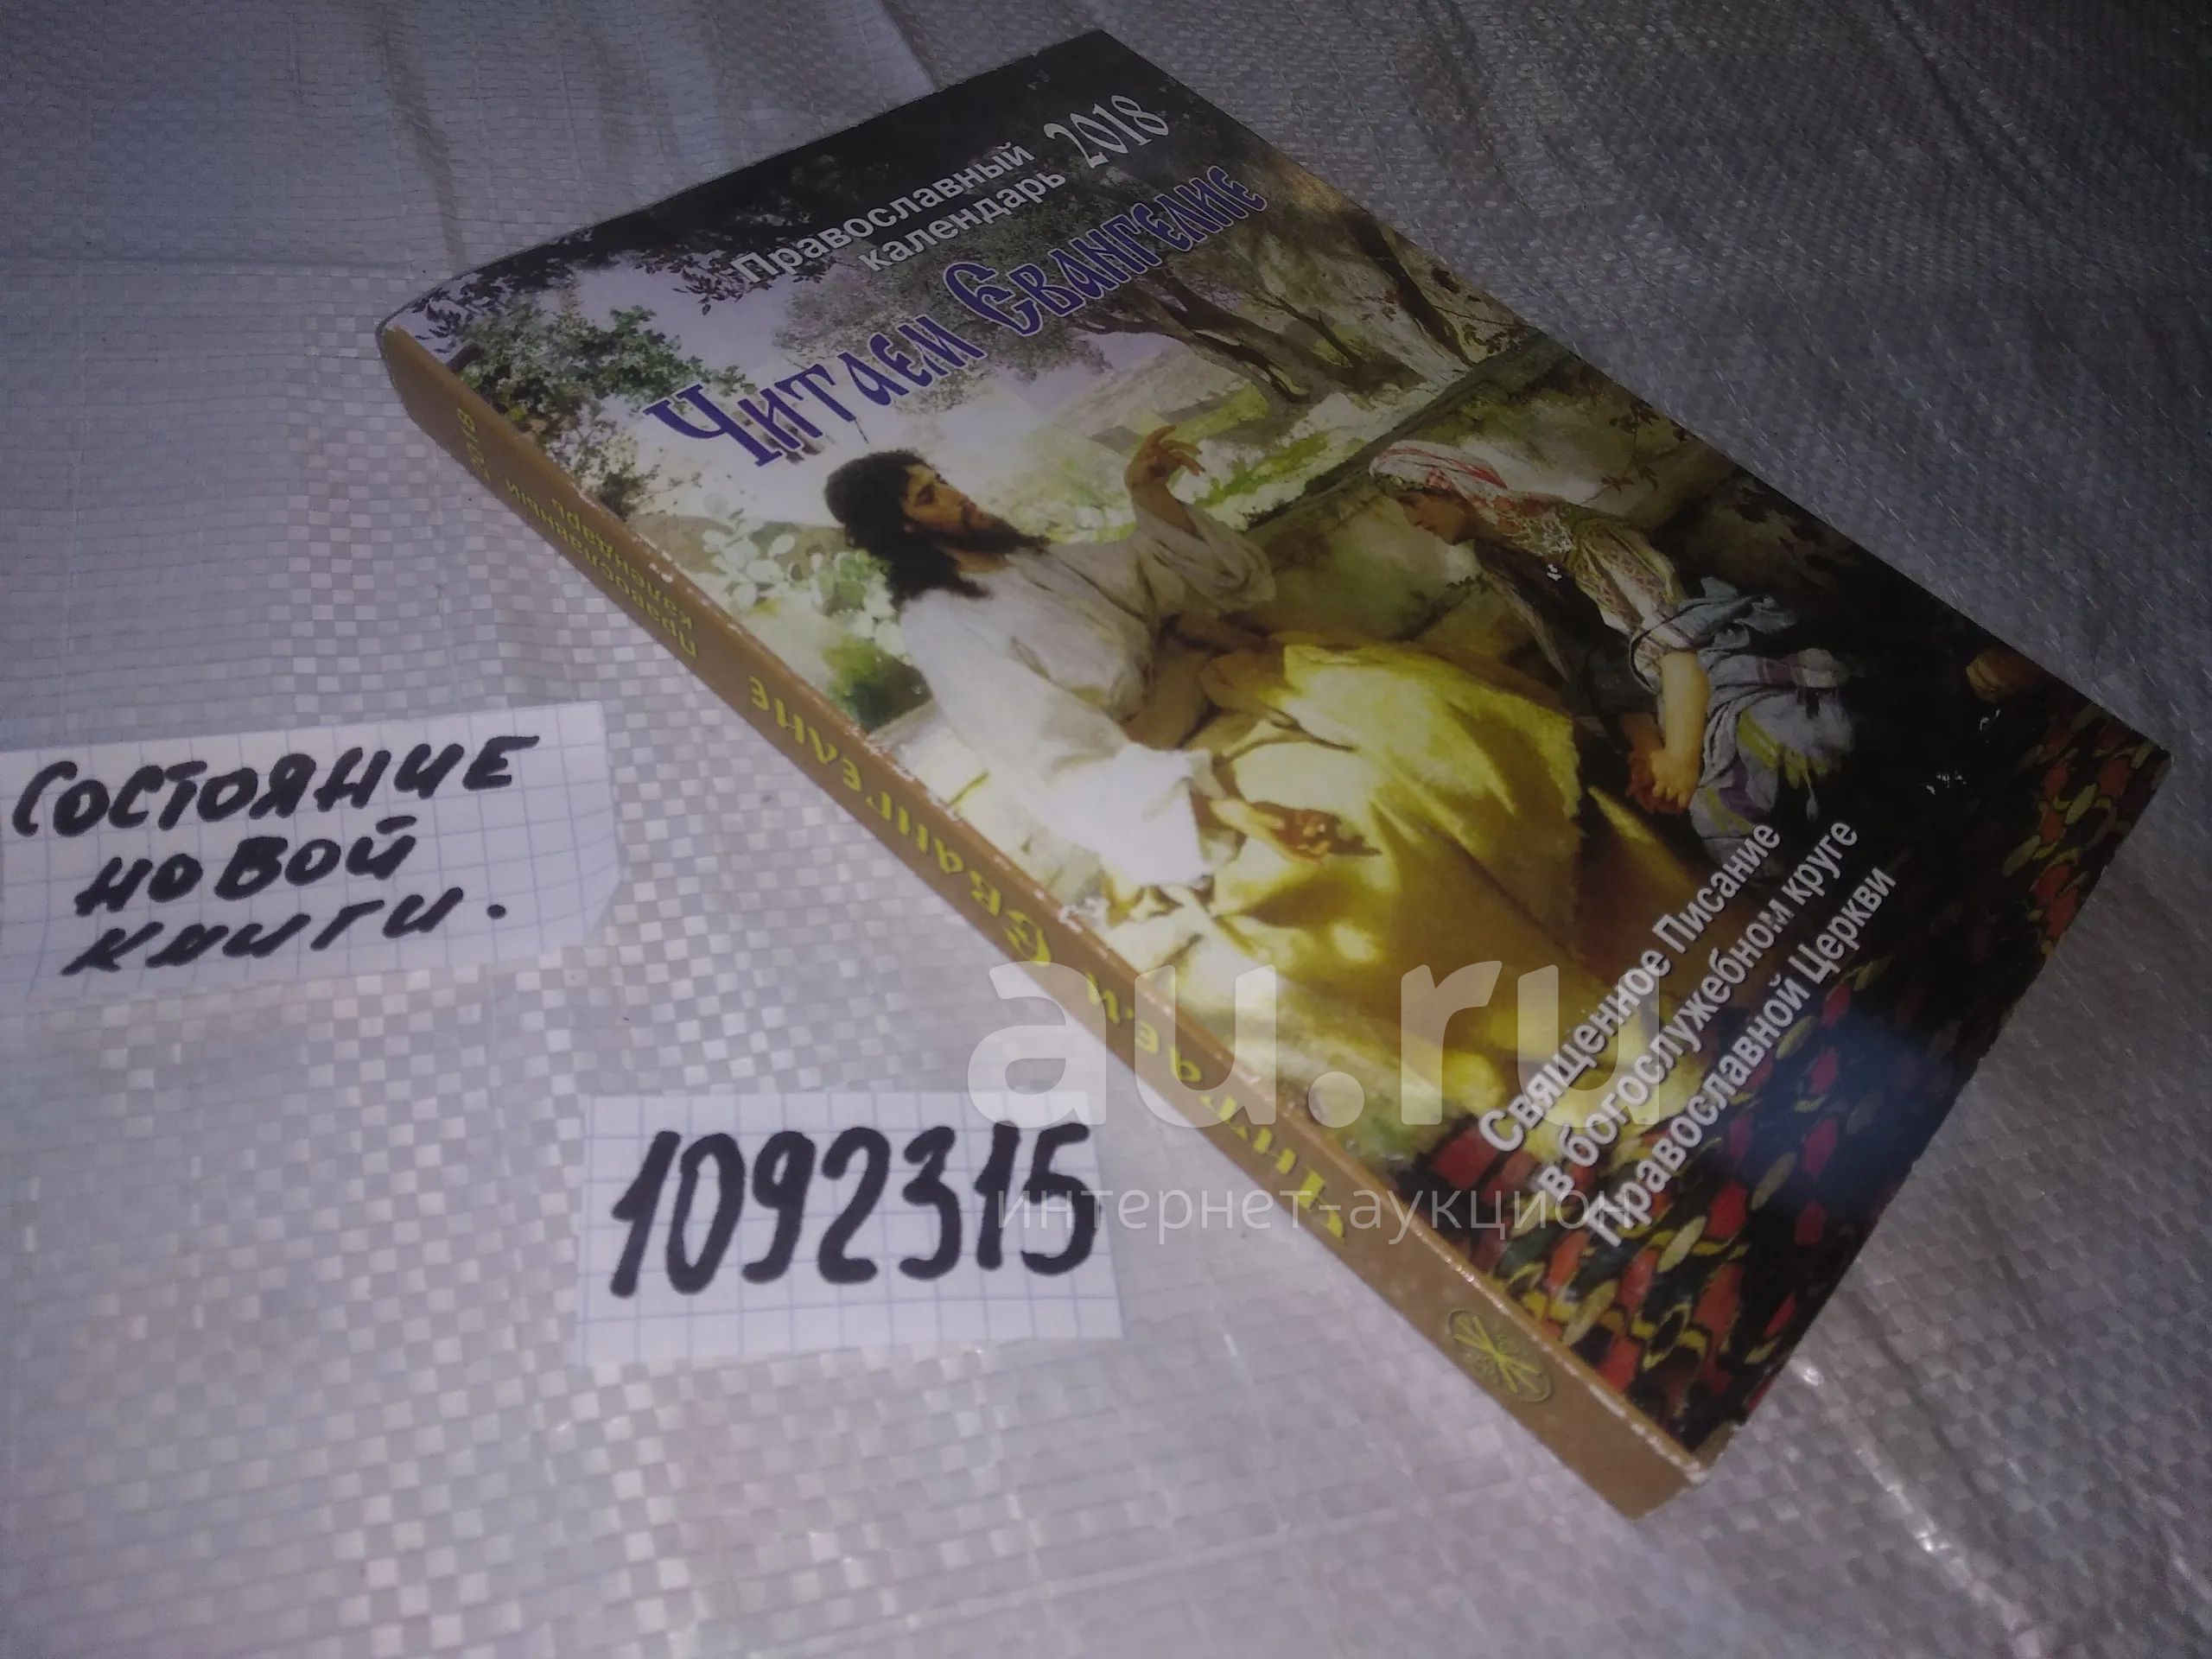 Православный
календарь 2018
Читаем Евангелие
Священное Писание
в богослужебном круге
Православной Церкви
Читаем Евангелие Православный
календарь 2018
состояние
новой
книги.
1092315
au.ru
интернет-аукцион